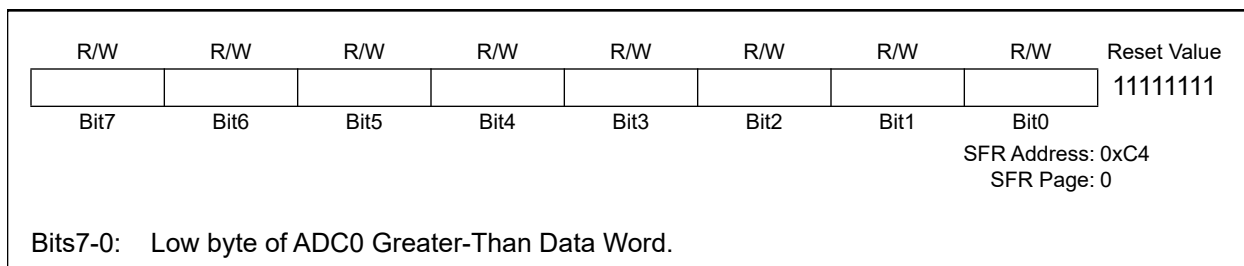 R/W R/W R/W R/W R/W R/W R/W R/W Reset Value
11111111
Bit7 Bit6 Bit5 Bit4 Bit3 Bit2 Bit1 Bit0
SFR Address: 0xC4
SFR Page: 0
Bits7-0: Low byte of ADC0 Greater-Than Data Word.